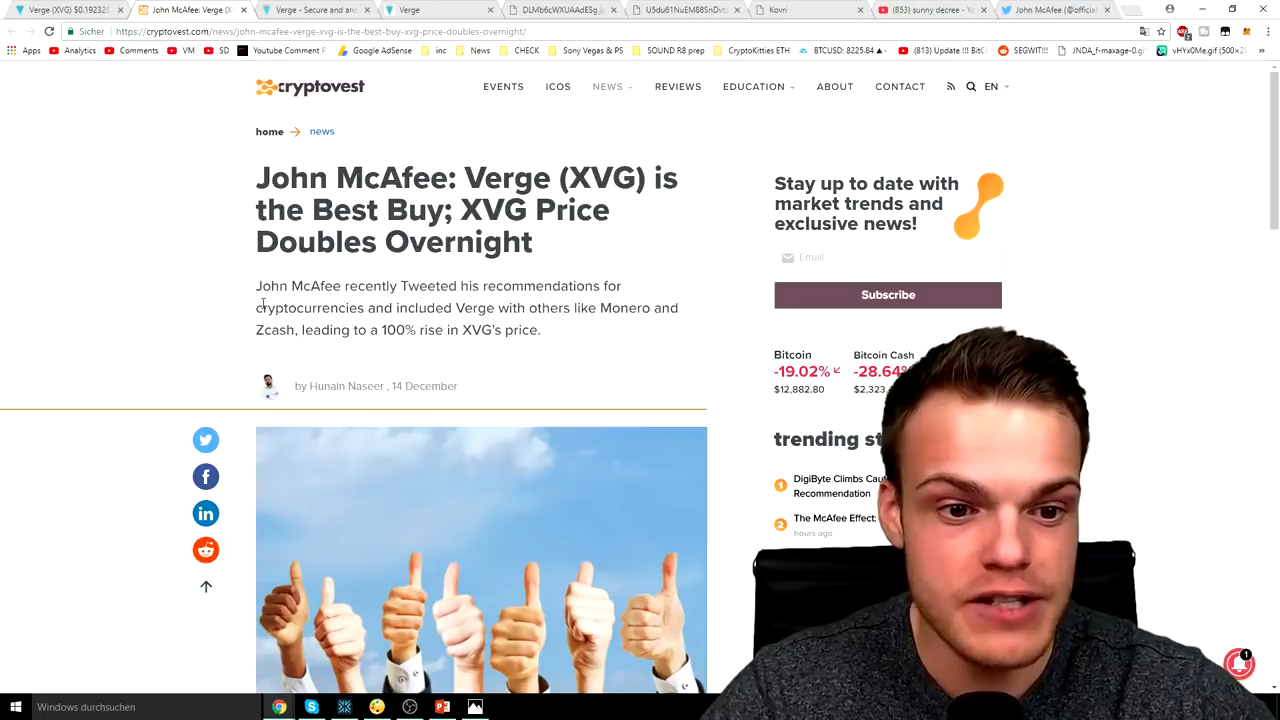 Verge (XVG) $0.192328
John McAfee: Verge (X
Verge - Secure and an
Verge
DLMb6cWXUAAdESg.jp
U5du61NuEM88SnDvt
Kovri
(853) sunny decree - Yo
John McAfee [@official
Sicher
https://cryptovest.com/news/john-mcafee-verge-xvg-is-the-best-buy-xvg-price-doubles-overnight/
Apps
Analytics
Comments
VM
SD
Youtube Comment P
Google AdSense
inc
News
CHECK
Sony Vegas & PS
SOUND R8 prep
CryptoKitties ETH
BTCUSD: 8225.84
(813) Update !!! BitC
SEGWIT!!!
JNDA_f-maxage-0.gif
vHYx0Me.gif (500×2
cryptovest
EVENTS
ICOS
NEWS
REVIEWS
EDUCATION
ABOUT
CONTACT
EN
home
news
John McAfee: Verge (XVG) is
the Best Buy; XVG Price
Doubles Overnight
John McAfee recently Tweeted his recommendations for
cryptocurrencies and included Verge with others like Monero and
Zcash, leading to a 100% rise in XVG's price.
by Hunain Naseer , 14 December
Stay up to date with
market trends and
exclusive news!
Email
Subscribe
Bitcoin
-19.02%
$12,882.80
Bitcoin Cash
-28.64%
$2,323.
trending st
1
DigiByte Climbs Cau
Recommendation
2
The McAfee Effect:
hours ago
1
Windows durchsuchen